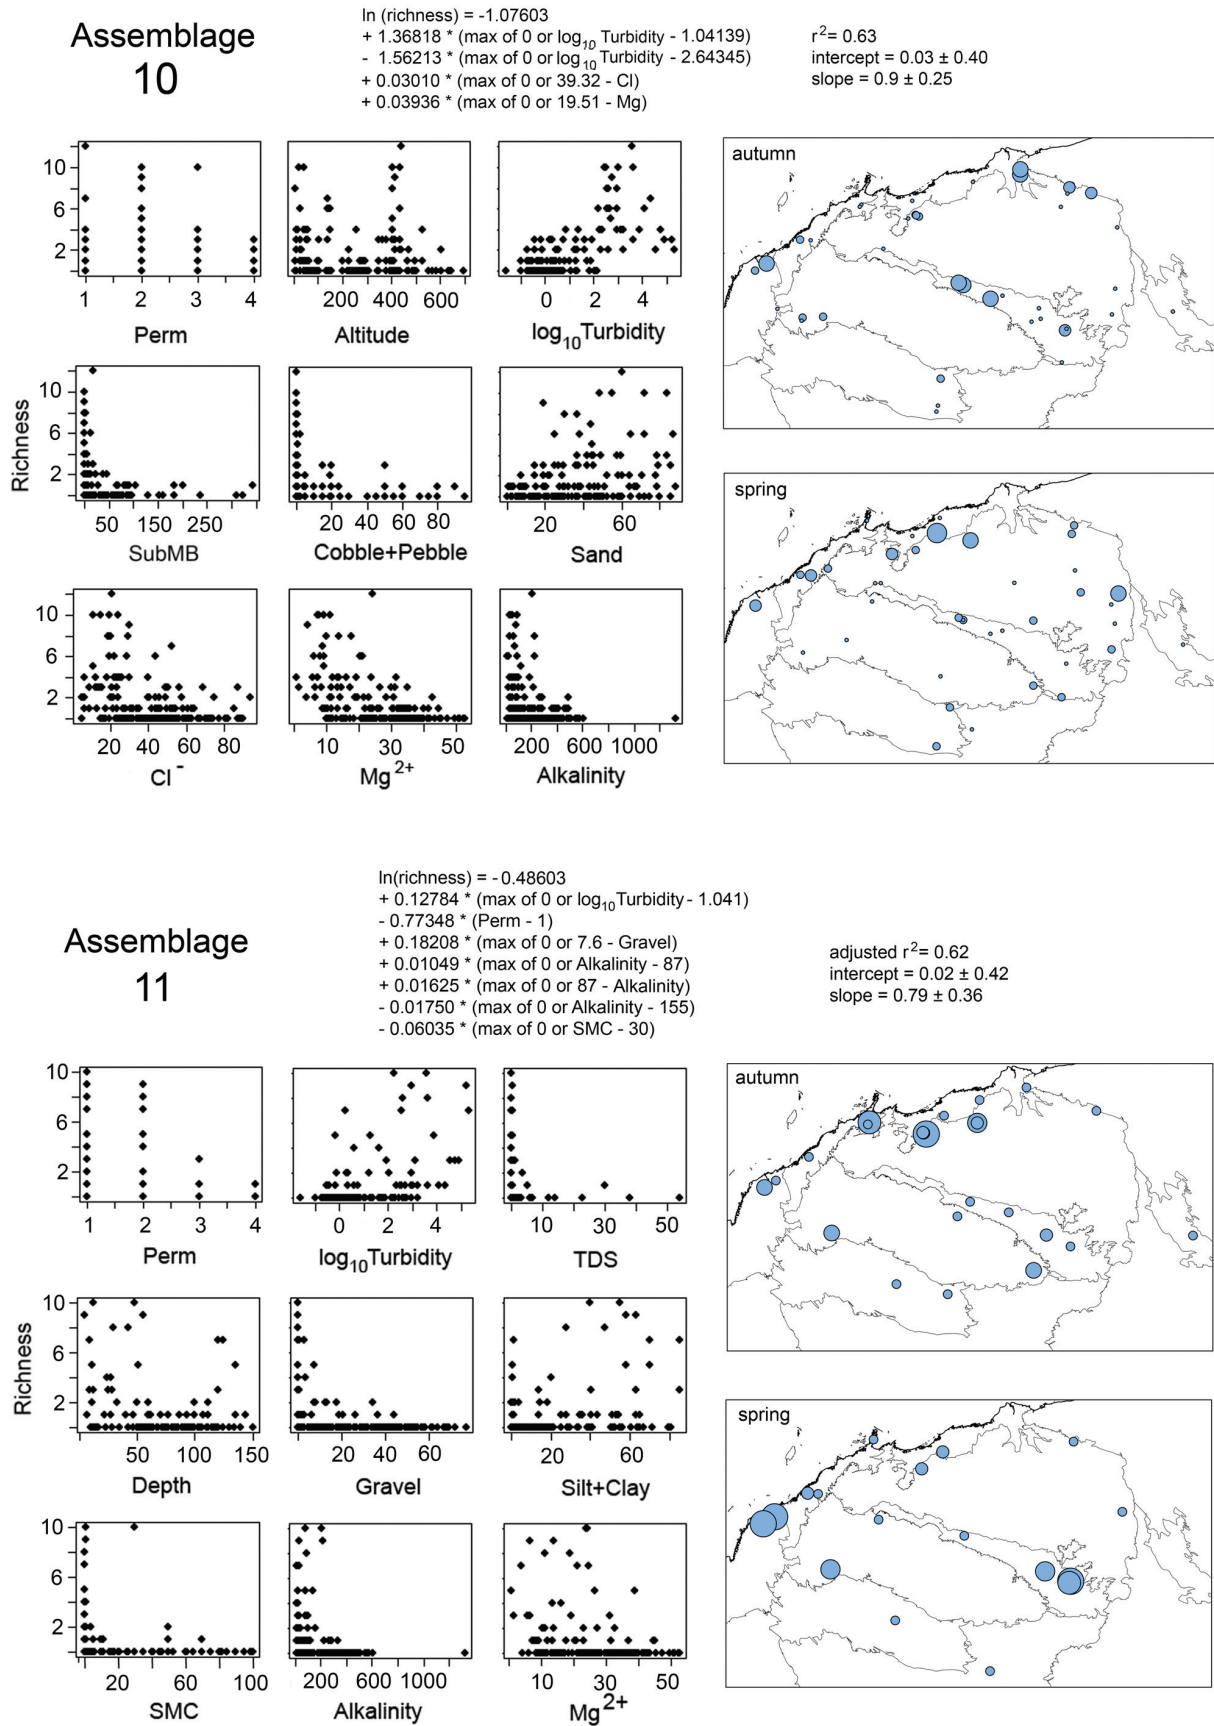 Assemblage
10
ln (richness) = -1.07603
+ 1.36818 * (max of 0 or log10 Turbidity - 1.04139)
- 1.56213 * (max of 0 or log10 Turbidity - 2.64345)
+ 0.03010 * (max of 0 or 39.32 - Cl)
+ 0.03936 * (max of 0 or 19.51 - Mg)
r2= 0.63
intercept = 0.03 ± 0.40
slope = 0.9 ± 0.25
10
6
2
1 2 3 4
Perm
200 400 600
Altitude
0 2 4
log10Turbidity
autumn
Richness
10
6
2
50 150 250
SubMB
20 40 60 80
Cobble+Pebble
20 60
Sand
spring
10
6
2
20 40 60 80
Cl-
10 30 50
Mg2+
200 600 1000
Alkalinity
Assemblage
11
ln(richness) = -0.48603
+ 0.12784 * (max of 0 or log10Turbidity - 1.041)
- 0.77348 * (Perm - 1)
+ 0.18208 * (max of 0 or 7.6 - Gravel)
+ 0.01049 * (max of 0 or Alkalinity - 87)
+ 0.01625 * (max of 0 or 87 - Alkalinity)
- 0.01750 * (max of 0 or Alkalinity - 155)
- 0.06035 * (max of 0 or SMC - 30)
adjusted r2= 0.62
intercept = 0.02 ± 0.42
slope = 0.79 ± 0.36
10
6
2
1 2 3 4
Perm
0 2 4
log10Turbidity
10 30 50
TDS
autumn
Richness
10
6
2
50 100 150
Depth
20 40 60
Gravel
20 60
Silt+Clay
spring
10
6
2
20 60 100
SMC
200 600 1000
Alkalinity
10 30 50
Mg2+